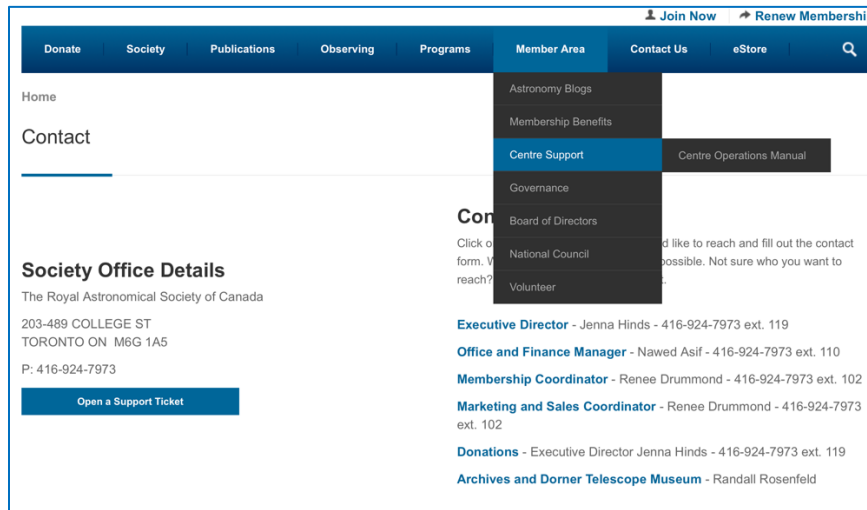 Join Now Renew Membershi
Donate Society Publications Observing Programs Member Area Contact Us eStore
Home
Astronomy Blogs
Membership Benefits
Contact
Centre Support Centre Operations Manual
Governance
Board of Directors
National Council
Volunteer
Society Office Details
The Royal Astronomical Society of Canada
203-489 COLLEGE ST
TORONTO ON M6G 1A5
P: 416-924-7973
Open a Support Ticket
Con
Click o d like to reach and fill out the contact
form. W possible. Not sure who you want to
reach?
Executive Director - Jenna Hinds - 416-924-7973 ext. 119
Office and Finance Manager - Nawed Asif - 416-924-7973 ext. 110
Membership Coordinator - Renee Drummond - 416-924-7973 ext. 102
Marketing and Sales Coordinator - Renee Drummond - 416-924-7973
ext. 102
Donations - Executive Director Jenna Hinds - 416-924-7973 ext. 119
Archives and Dorner Telescope Museum - Randall Rosenfeld